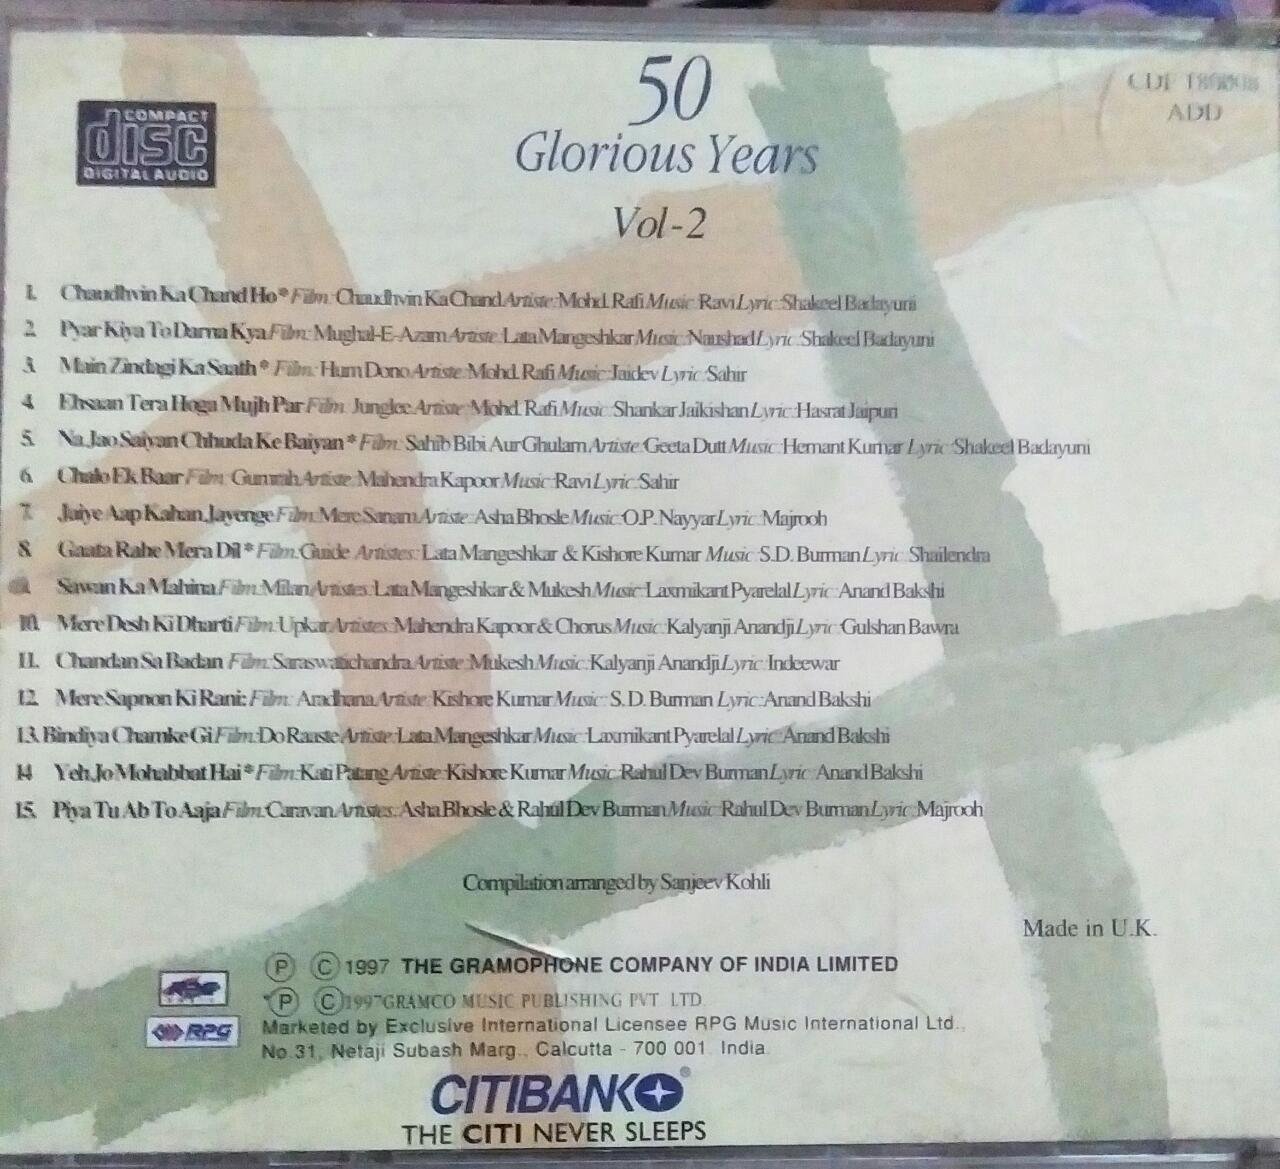 COMPACT
disc
DIGITAL AUDIO
50
Glorious Years
Vol-2
CDF
ADD
1. Chaudhvin Ka Chand Ho* Film: Chaudhvin Ka Chand Artiste: Mohd. Rafi Music: Ravi Lyric: Shakeel Badayuni
2. Pyar Kiya To Darna Kya Film: Mughal-E-Azam Artiste: Lata Mangeshkar Music: Naushad Lyric: Shakeel Badayuni
3. Main Zindagi Ka Saath* Film: Hum Dono Artiste: Mohd. Rafi Music: Jaidev Lyric: Sahir
4. Ehsaan Tera Hoga Mujh Par Film: Junglee Artiste: Mohd. Rafi Music: Shankar Jaikishan Lyric: Hasrat Jaipuri
5. Na Jao Saiyan Chhuda Ke Baiyan* Film: Sahib Bibi Aur Ghulam Artiste: Geeta Dutt Music: Hemant Kumar Lyric: Shakeel Badayuni
6. Chalo Ek Baar Film: Gumrah Artiste: Mahendra Kapoor Music: Ravi Lyric: Sahir
7. Jaiye Aap Kahan Jayenge Film: Mere Sanam Artiste: Asha Bhosle Music: O.P. Nayyar Lyric: Majrooh
8. Gaata Rahe Mera Dil* Film: Guide Artistes: Lata Mangeshkar & Kishore Kumar Music: S.D. Burman Lyric: Shailendra
Sawan Ka Mahina Film: Milan Artistes: Lata Mangeshkar & Mukesh Music: Laxmikant Pyarelal Lyric: Anand Bakshi
10. Mere Desh Ki Dharti Film: Upkar Artistes: Mahendra Kapoor & Chorus Music: Kalyanji Anandji Lyric: Gulshan Bawra
11. Chandan Sa Badan Film: Saraswatichandra Artiste: Mukesh Music: Kalyanji Anandji Lyric: Indeewar
12. Mere Sapnon Ki Rani: Film: Aradhana Artiste: Kishore Kumar Music: S.D. Burman Lyric: Anand Bakshi
13. Bindiya Chamke Gi Film: Do Raaste Artiste: Lata Mangeshkar Music: Laxmikant Pyarelal Lyric: Anand Bakshi
14 Yeh Jo Mohabbat Hai* Film: Kati Patang Artiste: Kishore Kumar Music: Rahul Dev Burman Lyric: Anand Bakshi
15. Piya Tu Ab To Aaja Film: Caravan Artistes: Asha Bhosle & Rahul Dev Burman Music: Rahul Dev Burman Lyric: Majrooh
Compilation arranged by Sanjeev Kohli
Made in U.K.
Ⓟ Ⓒ 1997 THE GRAMOPHONE COMPANY OF INDIA LIMITED
*Ⓟ Ⓒ 1997 GRAMCO MUSIC PUBLISHING PVT. LTD.
RPG
Marketed by Exclusive International Licensee RPG Music International Ltd.,
No.31, Netaji Subash Marg., Calcutta - 700 001. India.
CITIBANK®
THE CITI NEVER SLEEPS